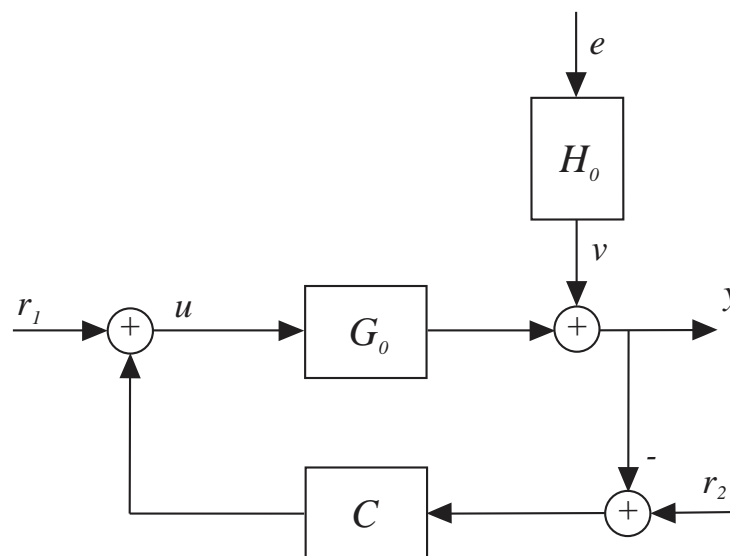 e
H₀
v
r₁
+
u
G₀
+
y
-
r₂
C
+